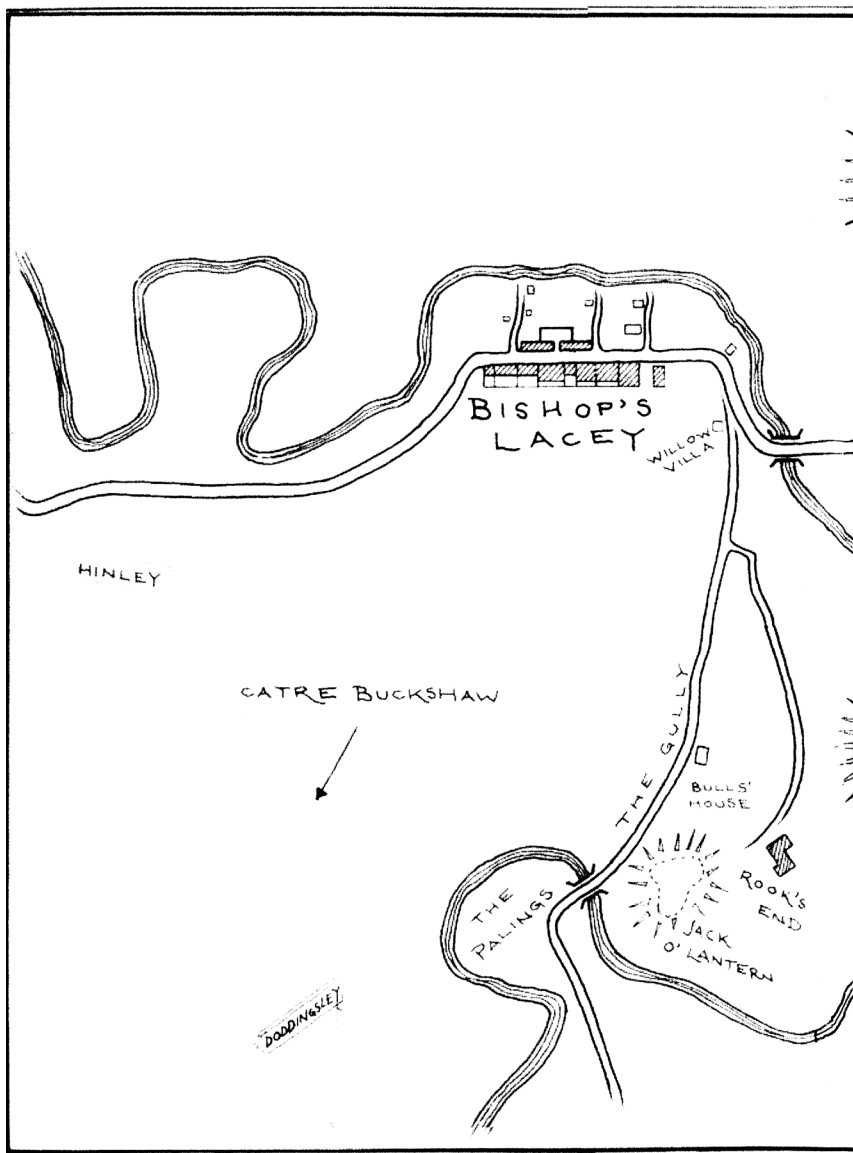 BISHOP'S
LACEY
WILLOW
VILLA
HINLEY
CATRE BUCKSHAW
THE GULLY
BULLS'
HOUSE
ROOK'S
END
THE
PALINGS
JACK
O' LANTERN
DODDINGSLEY